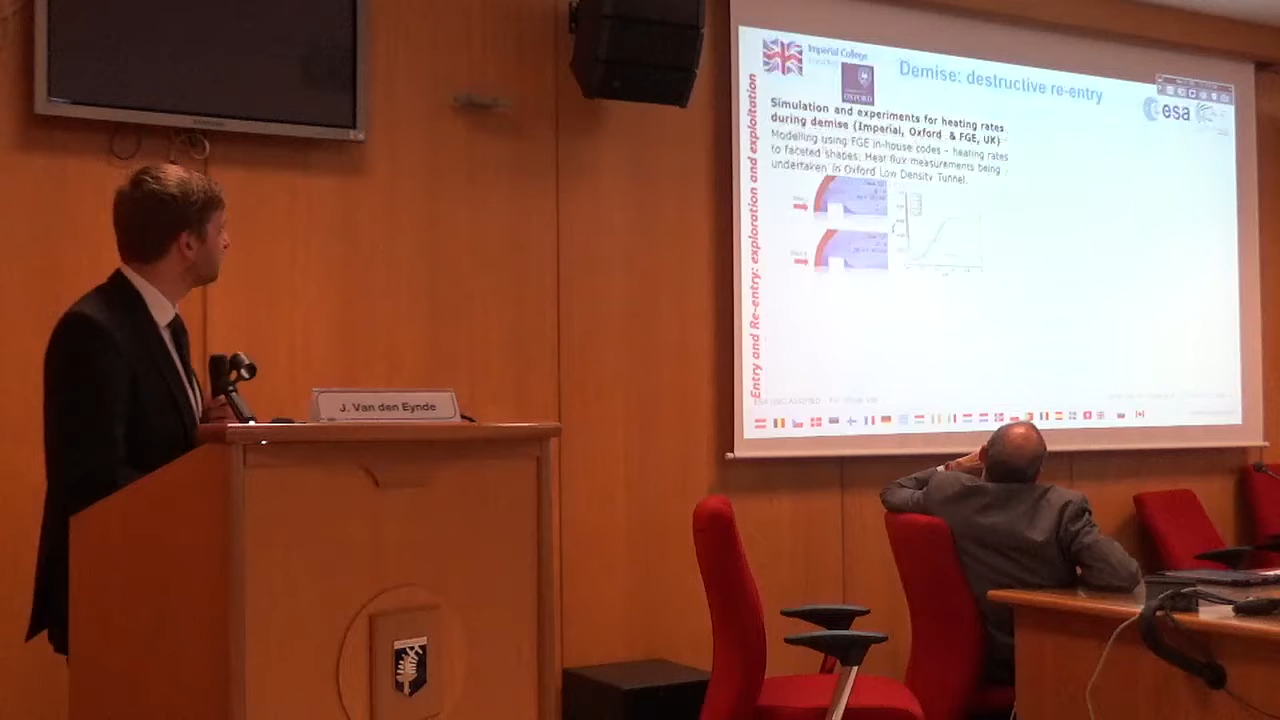 Imperial College
OXFORD
Demise: destructive re-entry
esa
Simulation and experiments for heating rates
during demise (Imperial, Oxford & FGE, UK)
Modelling using FGE in-house codes – heating rates
to faceted shapes; Heat flux measurements being
undertaken in Oxford Low Density Tunnel.
Entry and Re-entry: exploration and exploitation
J. Van den Eynde